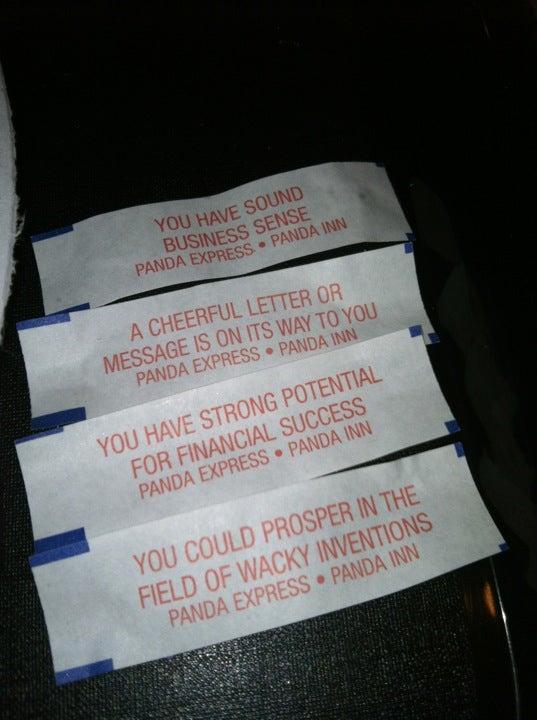 YOU HAVE SOUND
BUSINESS SENSE
PANDA EXPRESS • PANDA INN
A CHEERFUL LETTER OR
MESSAGE IS ON ITS WAY TO YOU
PANDA EXPRESS • PANDA INN
YOU HAVE STRONG POTENTIAL
FOR FINANCIAL SUCCESS
PANDA EXPRESS • PANDA INN
YOU COULD PROSPER IN THE
FIELD OF WACKY INVENTIONS
PANDA EXPRESS • PANDA INN